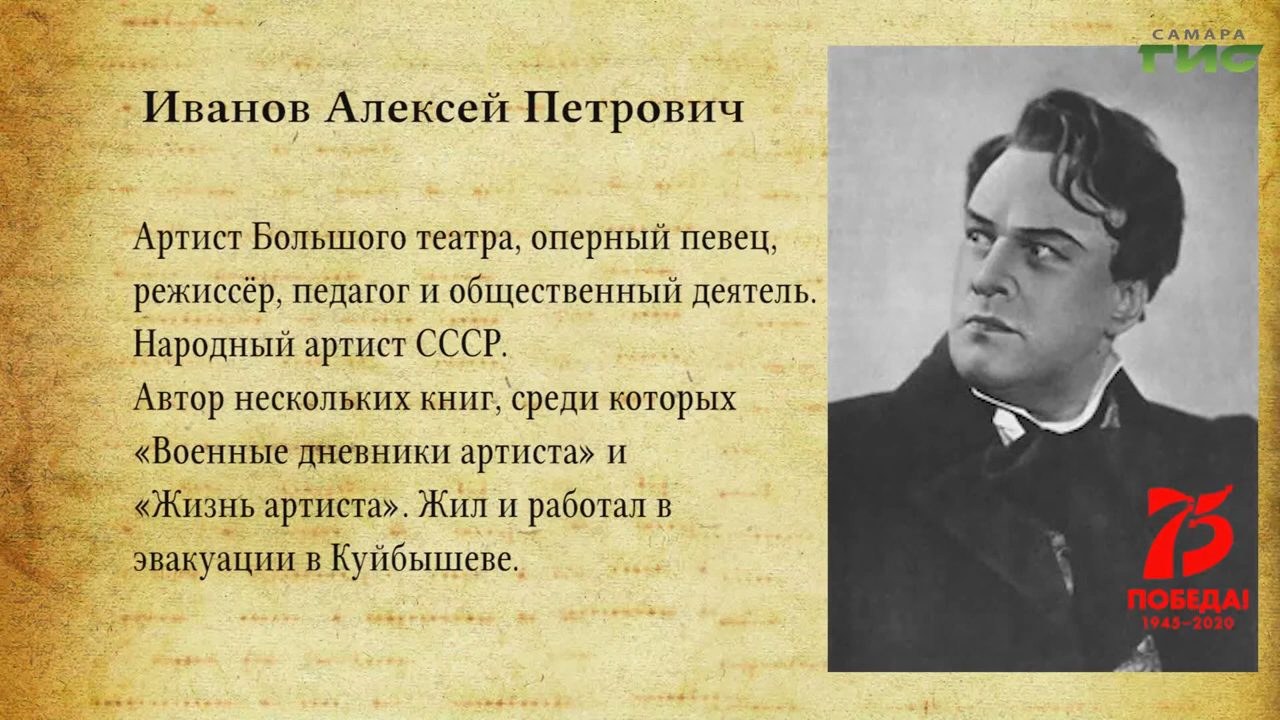 САМАРА
ГИС
Иванов Алексей Петрович
Артист Большого театра, оперный певец,
режиссёр, педагог и общественный деятель.
Народный артист СССР.
Автор нескольких книг, среди которых
«Военные дневники артиста» и
«Жизнь артиста». Жил и работал в
эвакуации в Куйбышеве.
75
ПОБЕДА!
1945–2020